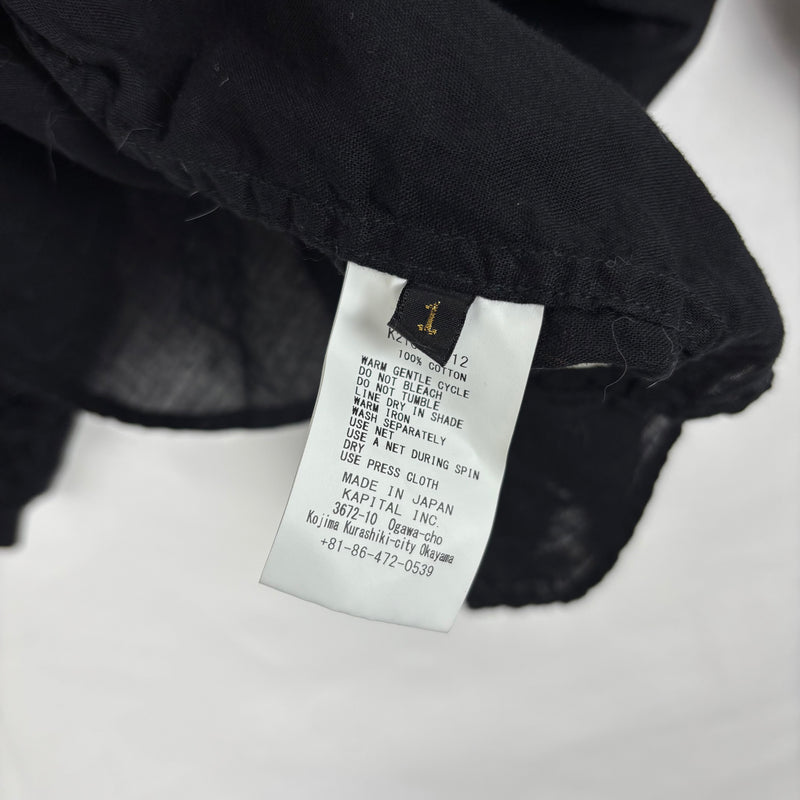 1
100% COTTON
WARM GENTLE CYCLE
DO NOT BLEACH
DO NOT TUMBLE
LINE DRY IN SHADE
WARM IRON
WASH SEPARATELY
USE NET
USE A NET DURING SPIN
DRY
USE PRESS CLOTH
MADE IN JAPAN
KAPITAL INC.
3672-10 Ogawa-cho
Kojima Kurashiki-city Okayama
+81-86-472-0539